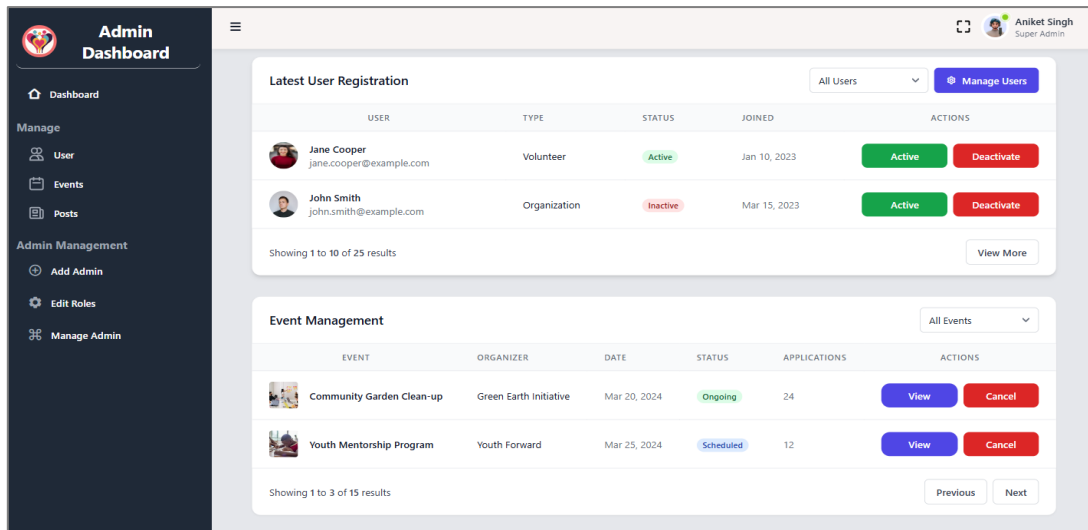 Admin
Dashboard
Aniket Singh
Super Admin
Dashboard
Manage
User
Events
Posts
Admin Management
Add Admin
Edit Roles
Manage Admin
Latest User Registration All Users Manage Users
USER TYPE STATUS JOINED ACTIONS
Jane Cooper
jane.cooper@example.com Volunteer Active Jan 10, 2023 Active Deactivate
John Smith
john.smith@example.com Organization Inactive Mar 15, 2023 Active Deactivate
Showing 1 to 10 of 25 results View More
Event Management All Events
EVENT ORGANIZER DATE STATUS APPLICATIONS ACTIONS
Community Garden Clean-up Green Earth Initiative Mar 20, 2024 Ongoing 24 View Cancel
Youth Mentorship Program Youth Forward Mar 25, 2024 Scheduled 12 View Cancel
Showing 1 to 3 of 15 results Previous Next